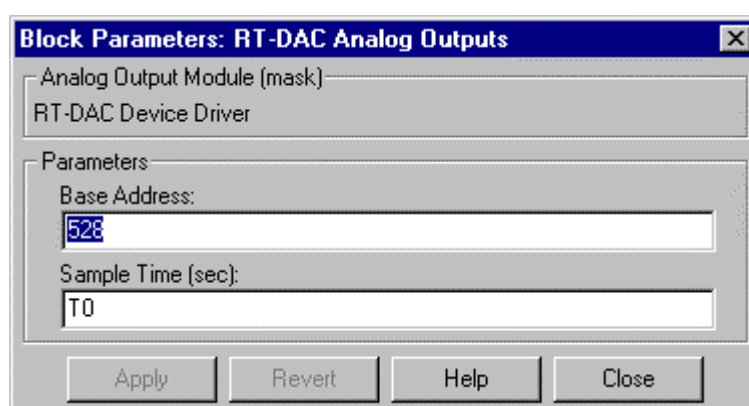 Block Parameters: RT-DAC Analog Outputs
Analog Output Module (mask)
RT-DAC Device Driver
Parameters
Base Address:
528
Sample Time (sec):
T0
Apply Revert Help Close